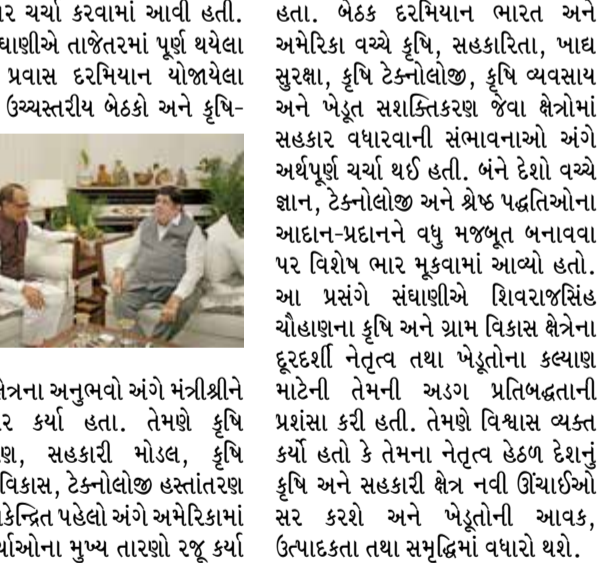 ર ચર્ચા કરવામાં આવી હતી.
ઘાણીએ તાજેતરમાં પૂર્ણ થયેલા
પ્રવાસ દરમિયાન યોજાયેલા
ઉચ્ચસ્તરીય બેઠકો અને કૃષિ-
ક્ષેત્રના અનુભવો અંગે મંત્રીશ્રીને
ર કર્યા હતા. તેમણે કૃષિ
ણ, સહકારી મોડલ, કૃષિ
વિકાસ, ટેક્નોલોજી હસ્તાંતરણ
કેન્દ્રિત પહેલો અંગે અમેરિકામાં
ર્ચાઓના મુખ્ય તારણો રજૂ કર્યા
હતા. બેઠક દરમિયાન ભારત અને
અમેરિકા વચ્ચે કૃષિ, સહકારિતા, ખાદ્ય
સુરક્ષા, કૃષિ ટેક્નોલોજી, કૃષિ વ્યવસાય
અને ખેડૂત સશક્તિકરણ જેવા ક્ષેત્રોમાં
સહકાર વધારવાની સંભાવનાઓ અંગે
અર્થપૂર્ણ ચર્ચા થઈ હતી. બંને દેશો વચ્ચે
જ્ઞાન, ટેક્નોલોજી અને શ્રેષ્ઠ પદ્ધતિઓના
આદાન-પ્રદાનને વધુ મજબૂત બનાવવા
પર વિશેષ ભાર મૂકવામાં આવ્યો હતો.
આ પ્રસંગે સંઘાણીએ શિવરાજસિંહ
ચૌહાણના કૃષિ અને ગ્રામ વિકાસ ક્ષેત્રના
દૂરદર્શી નેતૃત્વ તથા ખેડૂતોના કલ્યાણ
માટેની તેમની અડગ પ્રતિબદ્ધતાની
પ્રશંસા કરી હતી. તેમણે વિશ્વાસ વ્યક્ત
કર્યો હતો કે તેમના નેતૃત્વ હેઠળ દેશનું
કૃષિ અને સહકારી ક્ષેત્ર નવી ઊંચાઈઓ
સર કરશે અને ખેડૂતોની આવક,
ઉત્પાદકતા તથા સમૃદ્ધિમાં વધારો થશે.